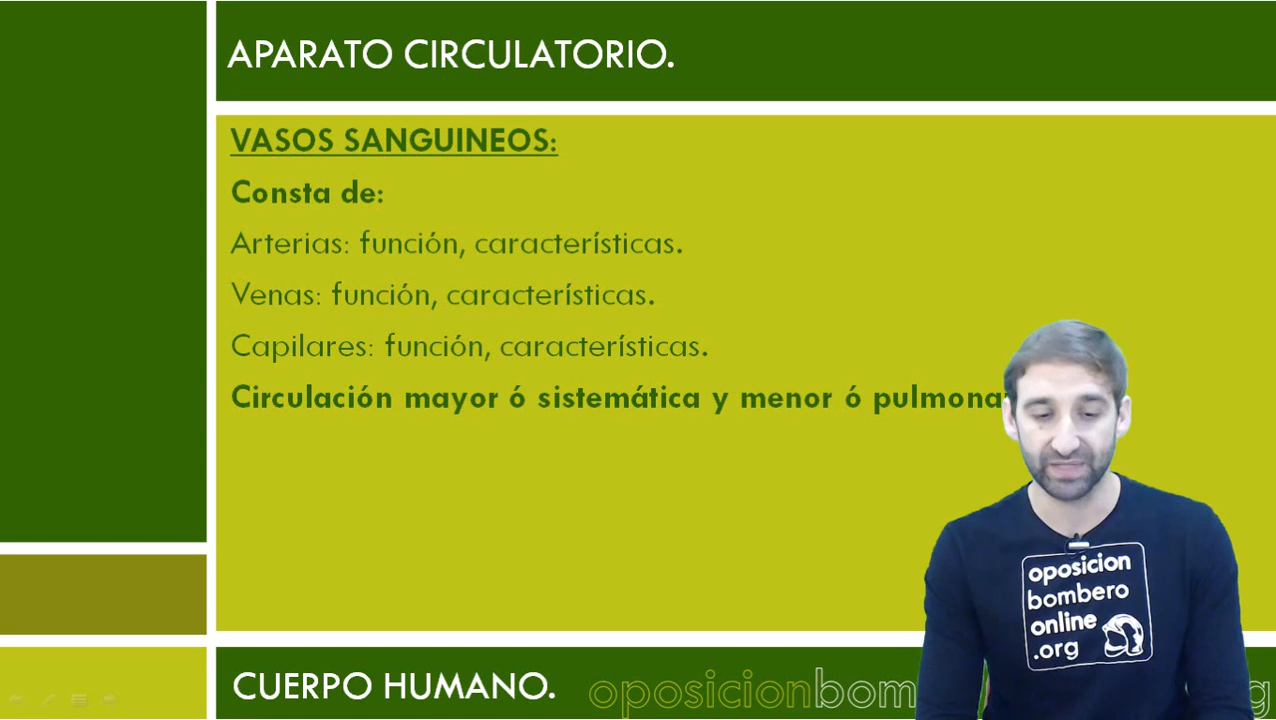 APARATO CIRCULATORIO.
VASOS SANGUINEOS:
Consta de:
Arterias: función, características.
Venas: función, características.
Capilares: función, características.
Circulación mayor ó sistemática y menor ó pulmona
oposicion
bombero
online
.org
CUERPO HUMANO.
oposicionbom